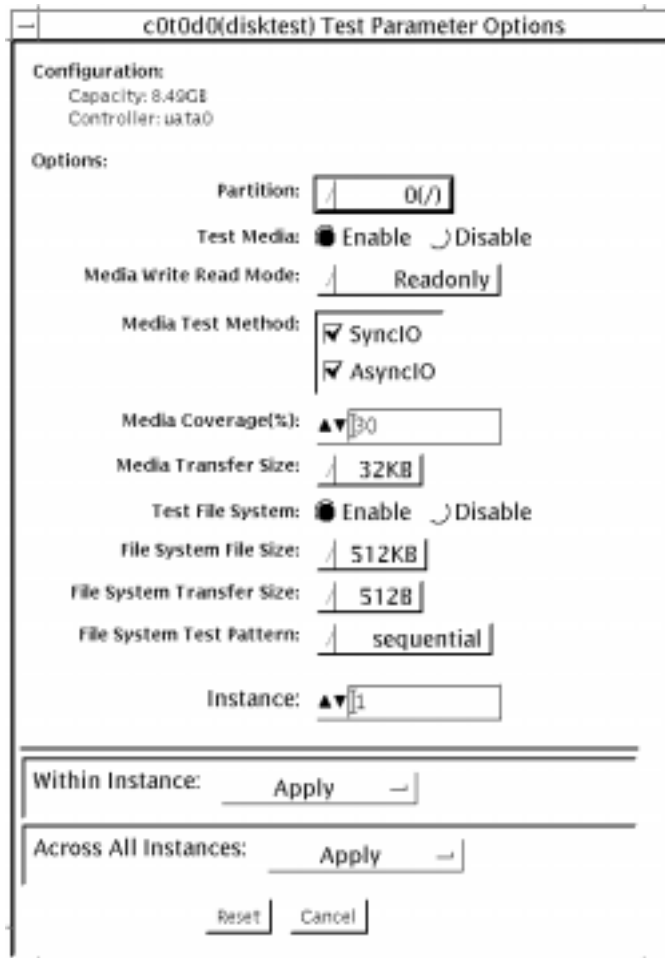 c0t0d0(disktest) Test Parameter Options
Configuration:
Capacity: 8.49GB
Controller: uata0
Options:
Partition: 0(/)
Test Media: Enable Disable
Media Write Read Mode: Readonly
Media Test Method: SyncIO
AsyncIO
Media Coverage(%): 30
Media Transfer Size: 32KB
Test File System: Enable Disable
File System File Size: 512KB
File System Transfer Size: 512B
File System Test Pattern: sequential
Instance: 1
Within Instance: Apply
Across All Instances: Apply
Reset Cancel